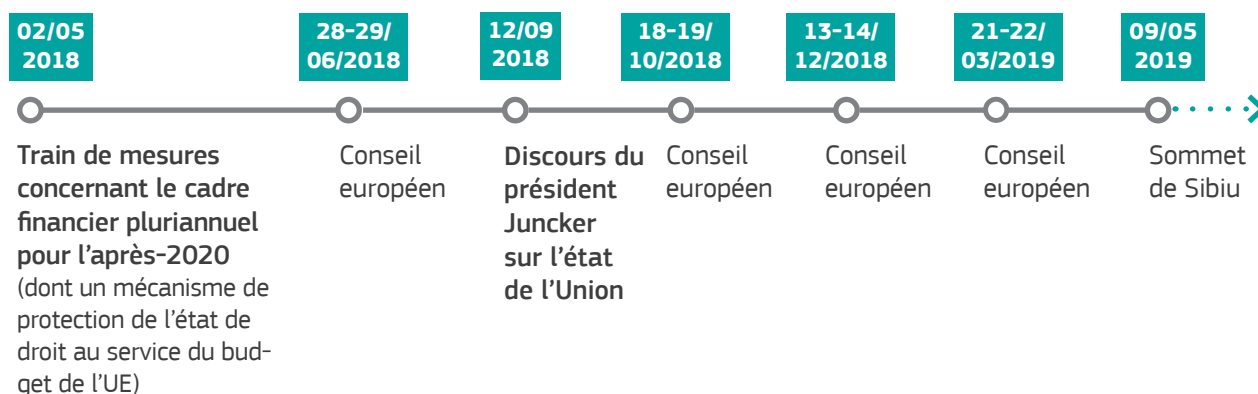 02/05
2018
28-29/
06/2018
12/09
2018
18-19/
10/2018
13-14/
12/2018
21-22/
03/2019
09/05
2019
Train de mesures
concernant le cadre
financier pluriannuel
pour l'après-2020
(dont un mécanisme de
protection de l'état de
droit au service du bud-
get de l'UE)
Conseil
européen
Discours du
président
Juncker
sur l'état
de l'Union
Conseil
européen
Conseil
européen
Conseil
européen
Sommet
de Sibiu